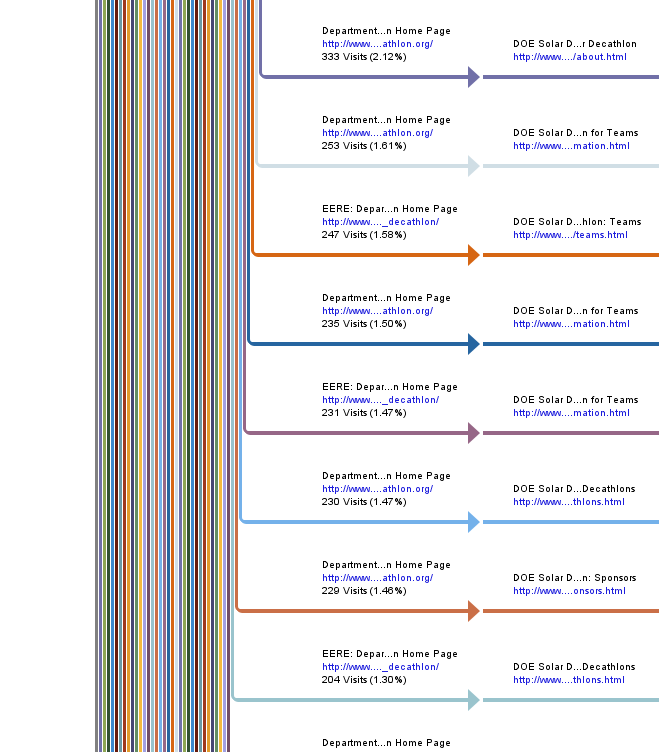 Department...n Home Page
http://www....athlon.org/
333 Visits (2.12%)
DOE Solar D...r Decathlon
http://www..../about.html
Department...n Home Page
http://www....athlon.org/
253 Visits (1.61%)
DOE Solar D...n for Teams
http://www....mation.html
EERE: Depar...n Home Page
http://www...._decathlon/
247 Visits (1.58%)
DOE Solar D...hlon: Teams
http://www..../teams.html
Department...n Home Page
http://www....athlon.org/
235 Visits (1.50%)
DOE Solar D...n for Teams
http://www....mation.html
EERE: Depar...n Home Page
http://www...._decathlon/
231 Visits (1.47%)
DOE Solar D...n for Teams
http://www....mation.html
Department...n Home Page
http://www....athlon.org/
230 Visits (1.47%)
DOE Solar D...Decathlons
http://www....thlons.html
Department...n Home Page
http://www....athlon.org/
229 Visits (1.46%)
DOE Solar D...n: Sponsors
http://www....onsors.html
EERE: Depar...n Home Page
http://www...._decathlon/
204 Visits (1.30%)
DOE Solar D...Decathlons
http://www....thlons.html
Department...n Home Page